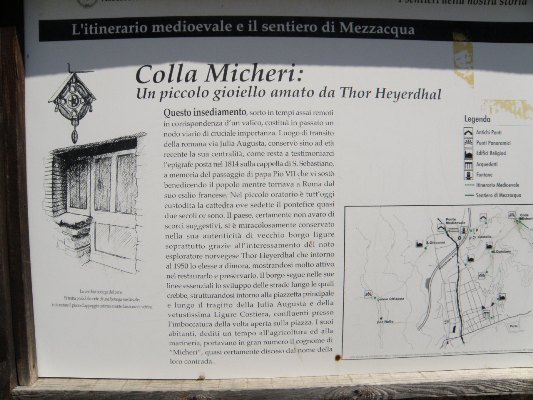 I sentieri della nostra storia
L'itinerario medioevale e il sentiero di Mezzacqua
Colla Micheri:
Un piccolo gioiello amato da Thor Heyerdhal
Questo insediamento, sorto in tempi assai remoti
in corrispondenza d'un valico, costituì in passato un
nodo viario di cruciale importanza. Luogo di transito
della romana via Julia Augusta, conservò sino ad età
recente la sua centralità, come resta a testimoniarci
l'epigrafe posta nel 1814 sulla cappella di S. Sebastiano,
a memoria del passaggio di papa Pio VII che vi sostò
benedicendo il popolo mentre tornava a Roma dal
suo esilio francese. Nel piccolo oratorio è tutt'oggi
custodita la cattedra ove sedette il pontefice quasi
due secoli or sono. Il paese, certamente non avaro di
scorci suggestivi, si è miracolosamente conservato
nella sua autenticità di vecchio borgo ligure
soprattutto grazie all'interessamento del noto
esploratore norvegese Thor Heyerdhal che intorno
al 1950 lo elesse a dimora, mostrandosi molto attivo
nel restaurarlo e preservarlo. Il borgo segue nelle sue
linee essenziali lo sviluppo delle strade lungo le quali
crebbe, strutturandosi intorno alla piazzetta principale
e lungo il tragitto della Julia Augusta e della
vetustissima Ligure Costiera, confluenti presso
l'imboccatura della volta aperta sulla piazza. I suoi
abitanti, dediti un tempo all'agricoltura ed alla
marineria, portavano in gran numero il cognome di
"Micheri", quasi certamente disceso dal nome della
loro contrada.
Legenda
Antichi Ponti
Punti Panoramici
Edifici Religiosi
Acquedotti
Fontane
Itinerario Medioevale
Sentiero di Mezzacqua